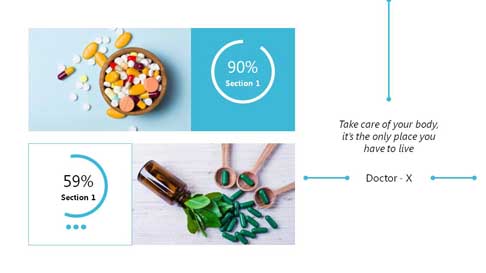 90%
Section 1
59%
Section 1
Take care of your body,
it's the only place you
have to live
Doctor - X